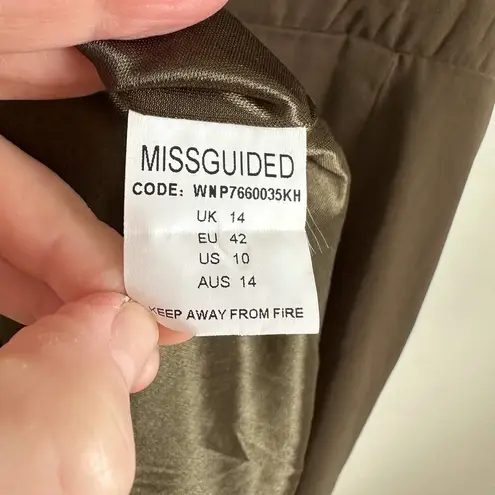 MISSGUIDED
CODE: WNP7660035KH
UK 14
EU 42
US 10
AUS 14
KEEP AWAY FROM FIRE